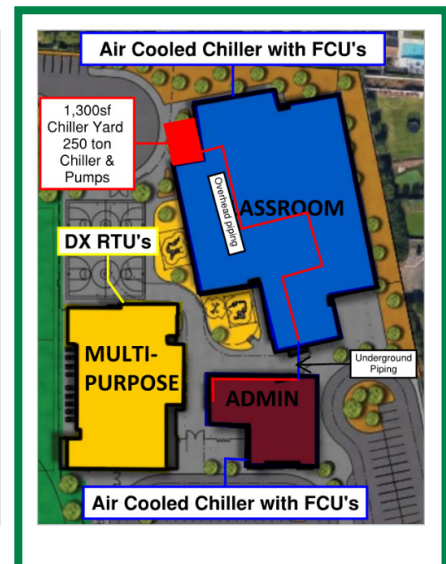 Air Cooled Chiller with FCU's
1,300sf
Chiller Yard
250 ton
Chiller &
Pumps
Overhead piping
ASSROOM
DX RTU's
MULTI-
PURPOSE
Underground
Piping
ADMIN
Air Cooled Chiller with FCU's